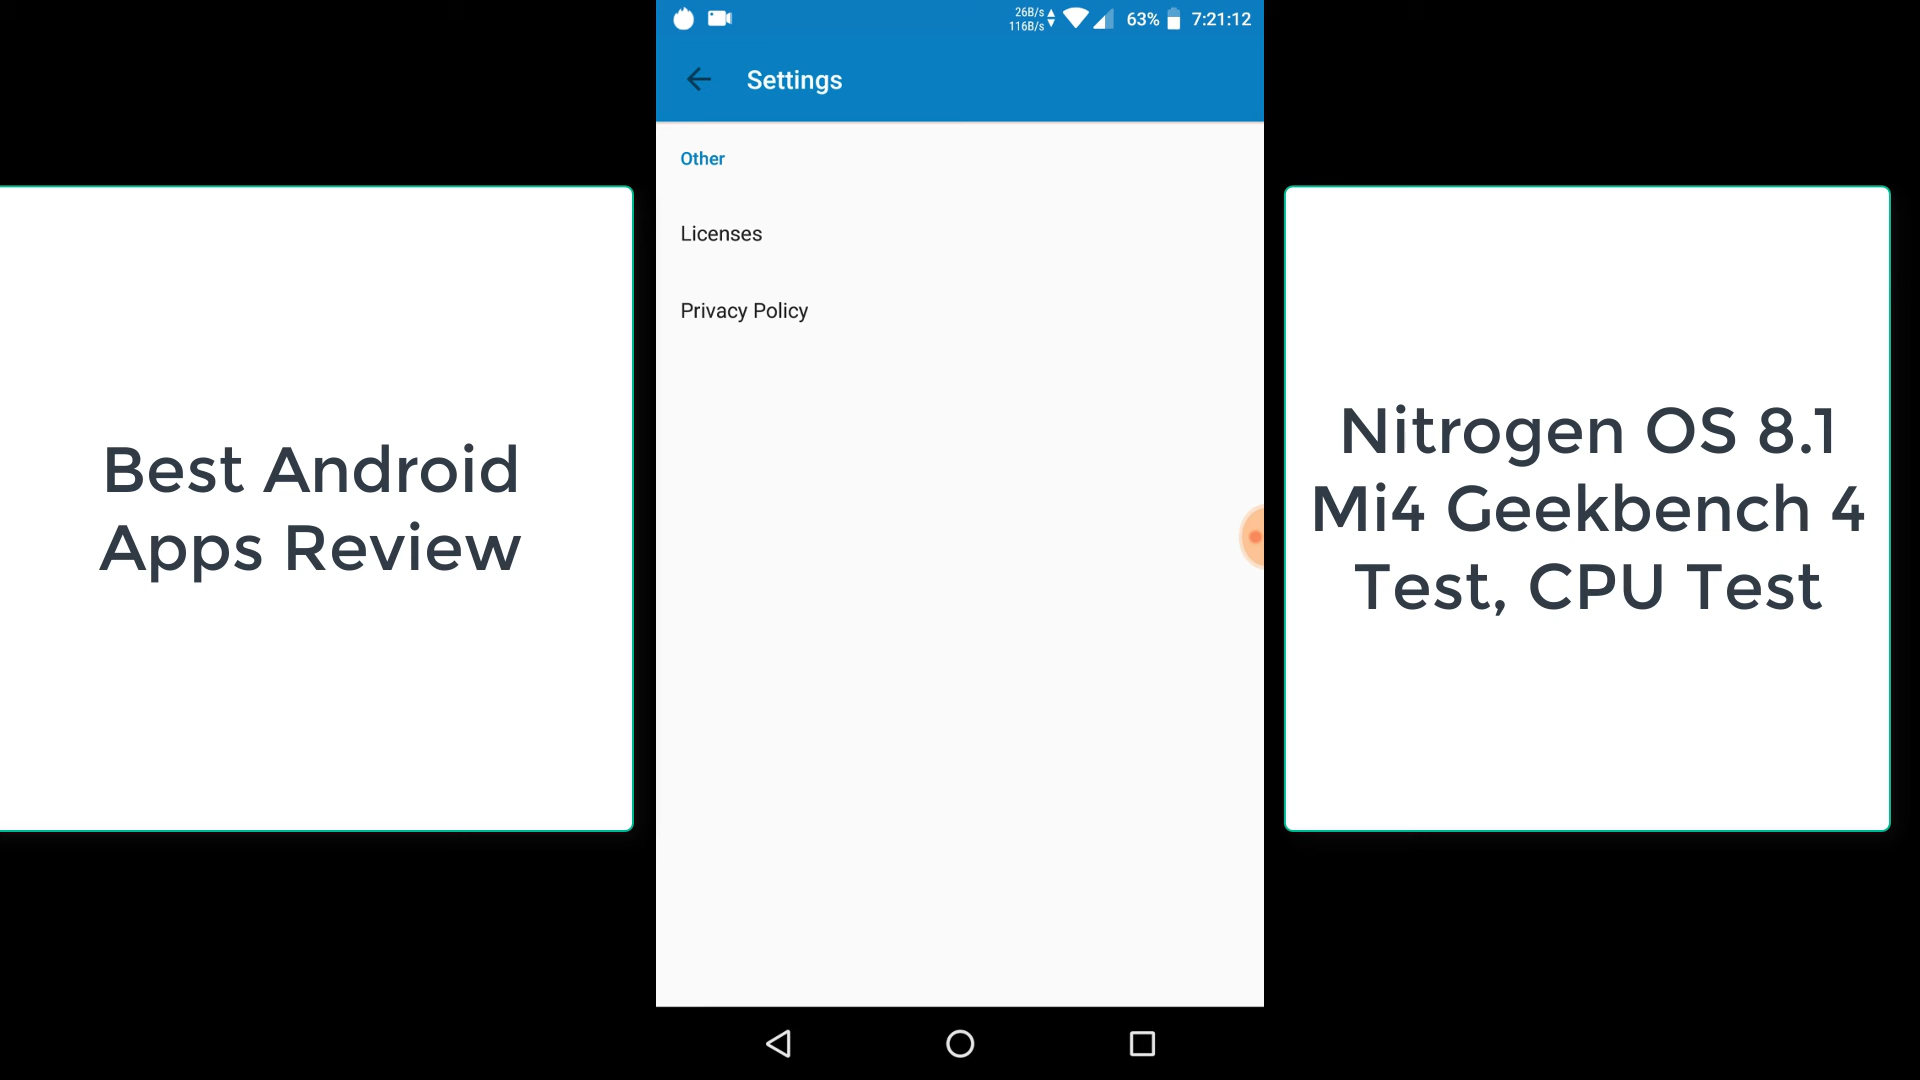 26B/s
116B/s
63%
7:21:12
Settings
Other
Licenses
Privacy Policy
Best Android
Apps Review
Nitrogen OS 8.1
Mi4 Geekbench 4
Test, CPU Test